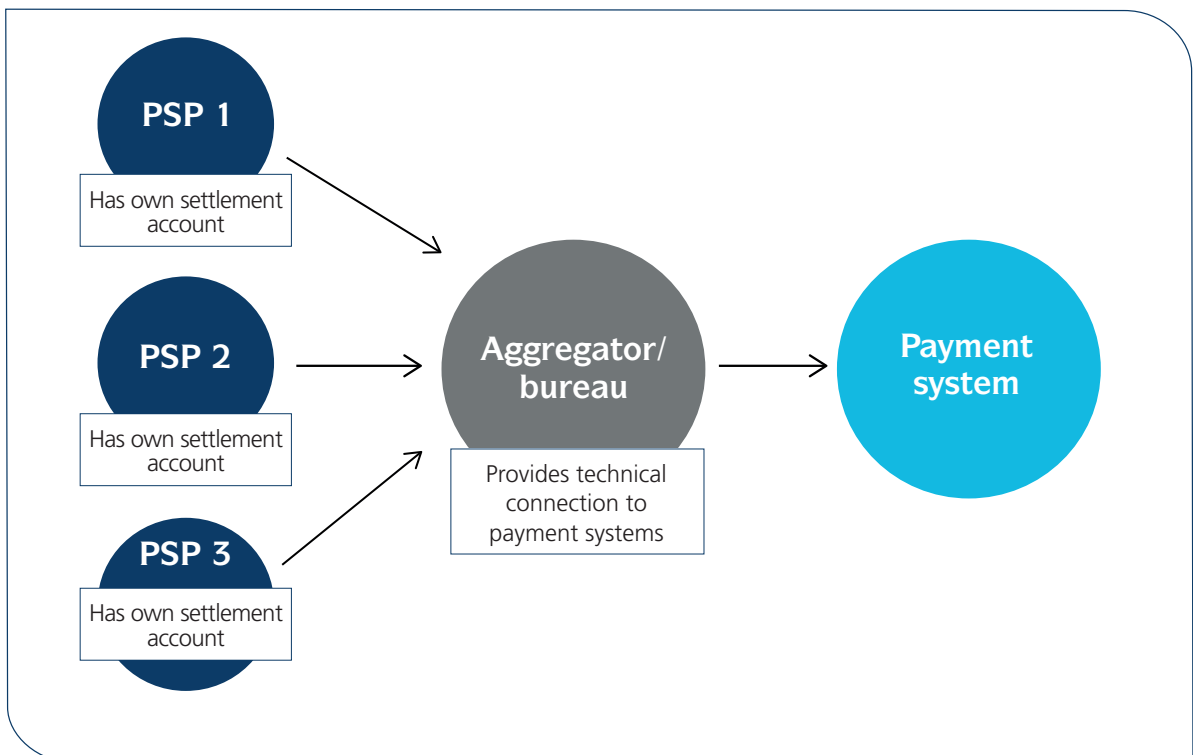 PSP 1
Has own settlement
account
PSP 2
Has own settlement
account
PSP 3
Has own settlement
account
Aggregator/
bureau
Provides technical
connection to
payment systems
Payment
system